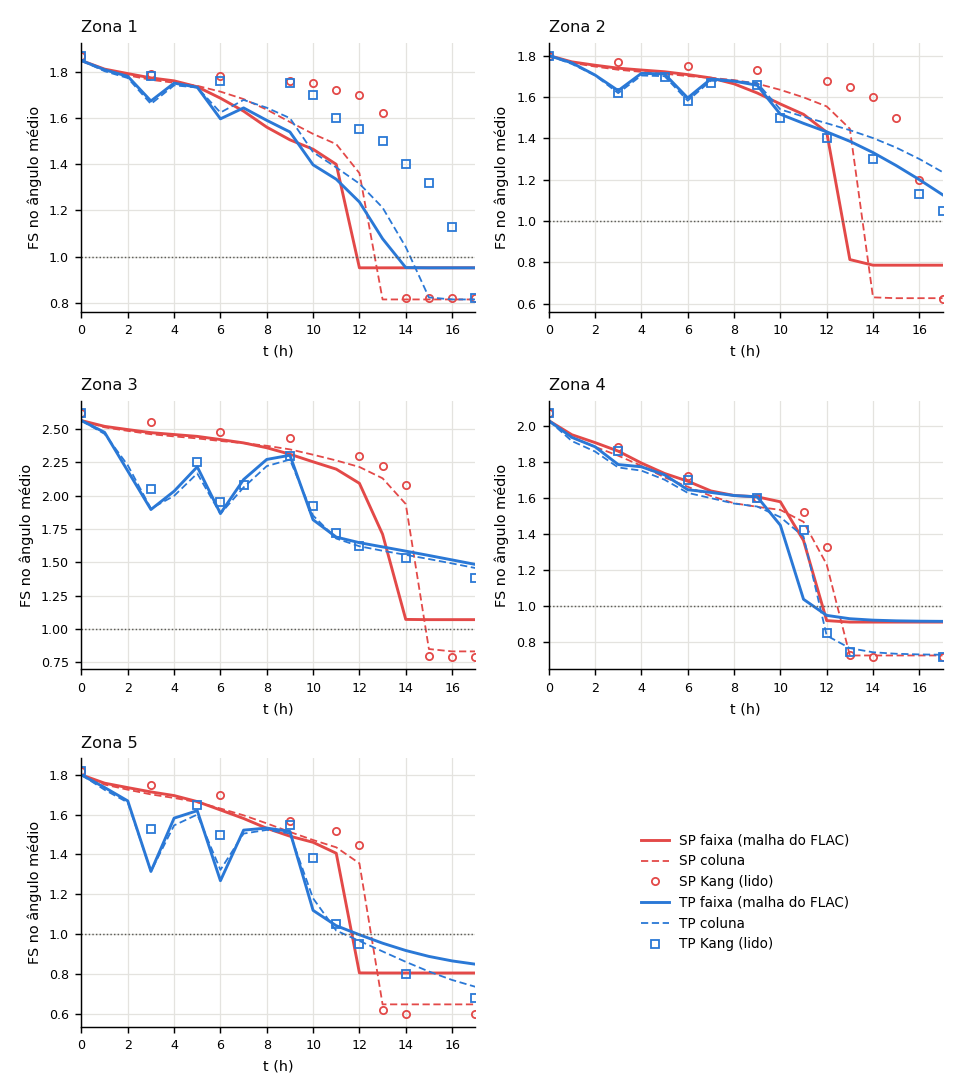 Zona 1
FS no ângulo médio
1.8
1.6
1.4
1.2
1.0
0.8
0 2 4 6 8 10 12 14 16
t (h)
Zona 2
FS no ângulo médio
1.8
1.6
1.4
1.2
1.0
0.8
0.6
0 2 4 6 8 10 12 14 16
t (h)
Zona 3
FS no ângulo médio
2.50
2.25
2.00
1.75
1.50
1.25
1.00
0.75
0 2 4 6 8 10 12 14 16
t (h)
Zona 4
FS no ângulo médio
2.0
1.8
1.6
1.4
1.2
1.0
0.8
0 2 4 6 8 10 12 14 16
t (h)
Zona 5
FS no ângulo médio
1.8
1.6
1.4
1.2
1.0
0.8
0.6
0 2 4 6 8 10 12 14 16
t (h)
SP faixa (malha do FLAC)
SP coluna
SP Kang (lido)
TP faixa (malha do FLAC)
TP coluna
TP Kang (lido)